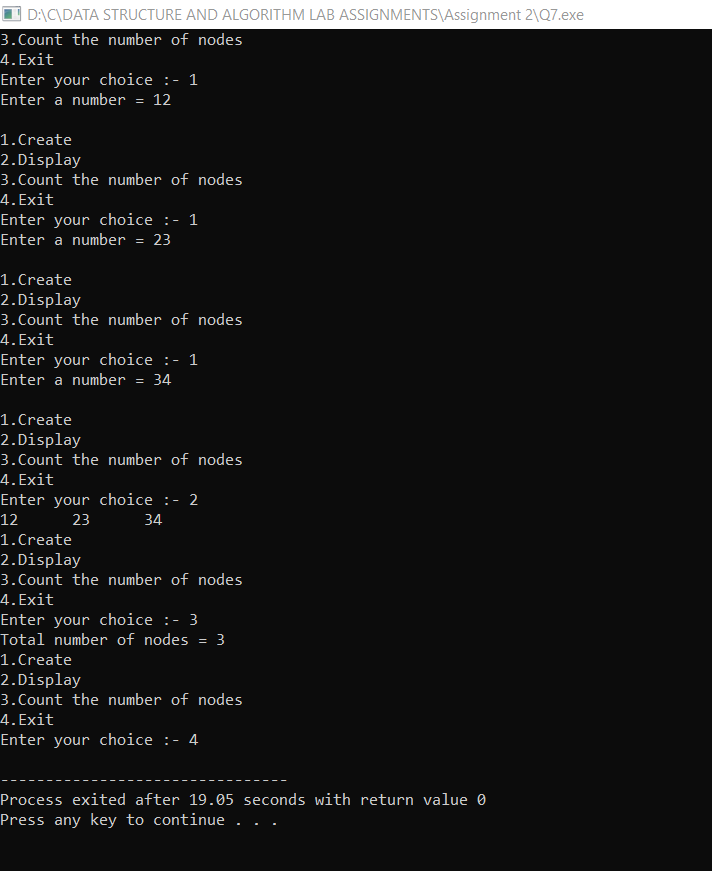 D:\C\DATA STRUCTURE AND ALGORITHM LAB ASSIGNMENTS\Assignment 2\Q7.exe
3.Count the number of nodes
4.Exit
Enter your choice :- 1
Enter a number = 12

1.Create
2.Display
3.Count the number of nodes
4.Exit
Enter your choice :- 1
Enter a number = 23

1.Create
2.Display
3.Count the number of nodes
4.Exit
Enter your choice :- 1
Enter a number = 34

1.Create
2.Display
3.Count the number of nodes
4.Exit
Enter your choice :- 2
12      23      34
1.Create
2.Display
3.Count the number of nodes
4.Exit
Enter your choice :- 3
Total number of nodes = 3
1.Create
2.Display
3.Count the number of nodes
4.Exit
Enter your choice :- 4

--------------------------------
Process exited after 19.05 seconds with return value 0
Press any key to continue . . .